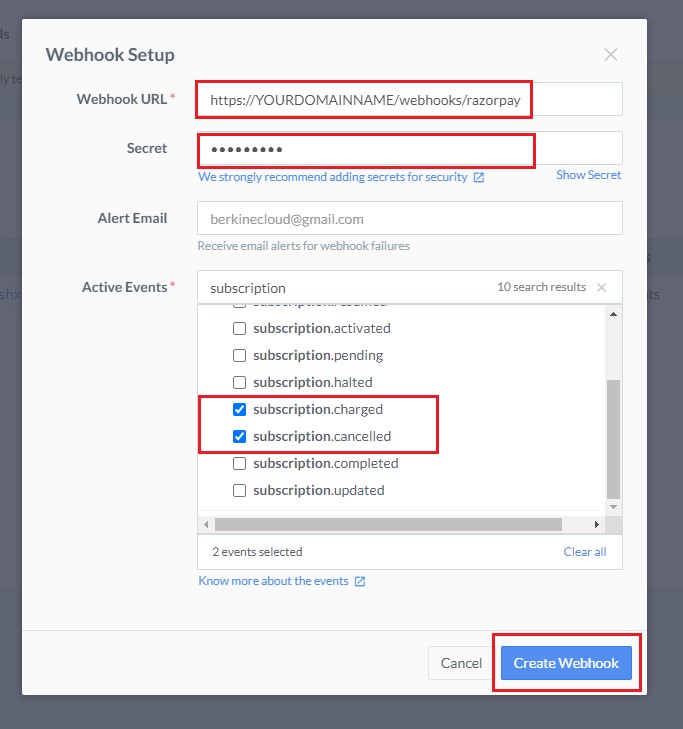 ls
Webhook Setup
Webhook URL *
https://YOURDOMAINNAME/webhooks/razorpay
Secret
•••••••••
We strongly recommend adding secrets for security
Show Secret
Alert Email
berkinecloud@gmail.com
Receive email alerts for webhook failures
Active Events *
subscription
10 search results
subscription.activated
subscription.pending
subscription.halted
subscription.charged
subscription.cancelled
subscription.completed
subscription.updated
2 events selected
Clear all
Know more about the events
Cancel
Create Webhook